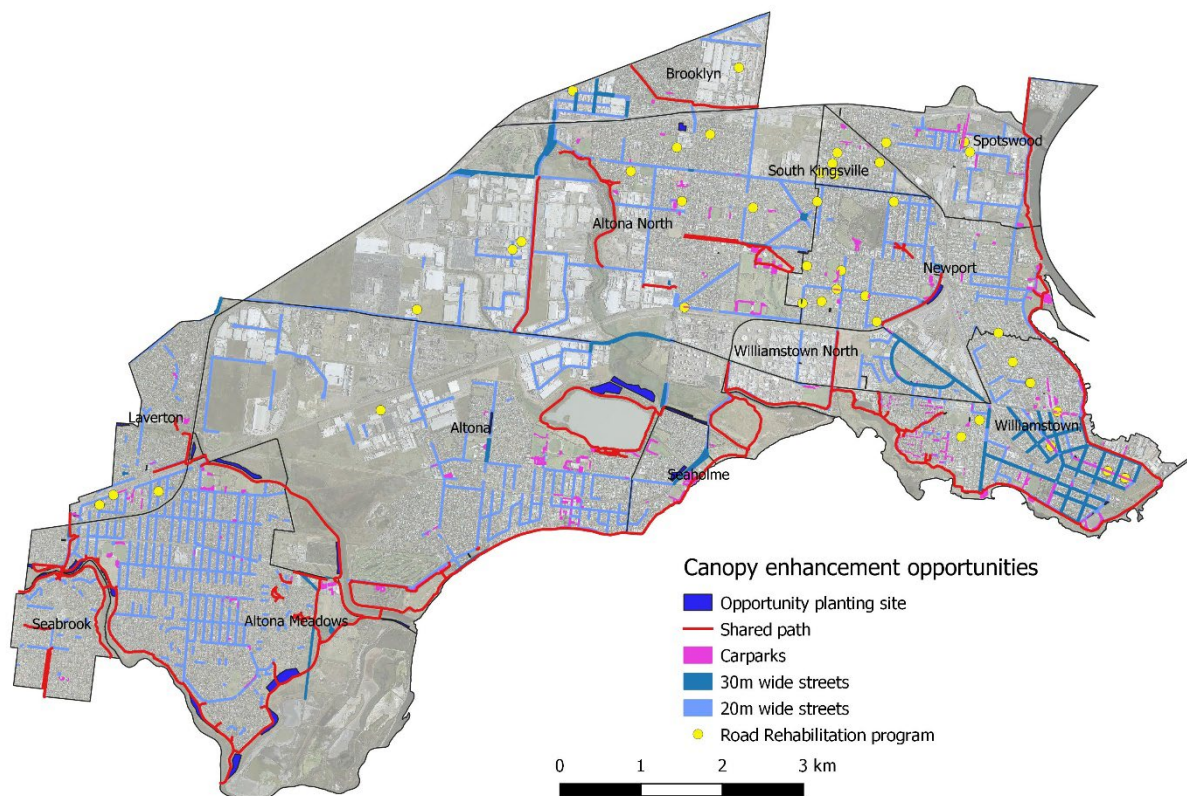 Brooklyn
Spotswood
South Kingsville
Altona North
Newport
Williamstown North
Laverton
Altona
Williamstown
Seaholme
Seabrook
Altona Meadows
Canopy enhancement opportunities
Opportunity planting site
Shared path
Carparks
30m wide streets
20m wide streets
Road Rehabilitation program
0 1 2 3 km